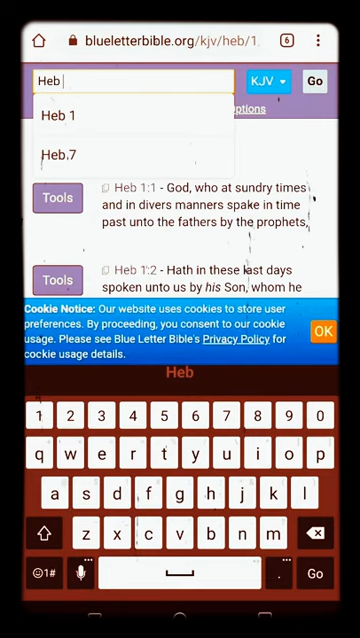 blueletterbible.org/kjv/heb/1
6
Heb
KJV
Go
Heb 1
Options
Heb 7
Tools
Heb 1:1 - God, who at sundry times
and in divers manners spake in time
past unto the fathers by the prophets,
Tools
Heb 1:2 - Hath in these last days
spoken unto us by his Son, whom he
Cookie Notice: Our website uses cookies to store user
preferences. By proceeding, you consent to our cookie
usage. Please see Blue Letter Bible's Privacy Policy for
cookie usage details.
OK
Heb
1 2 3 4 5 6 7 8 9 0
q w e r t y u i o p
a s d f g h j k l
z x c v b n m
1# . Go